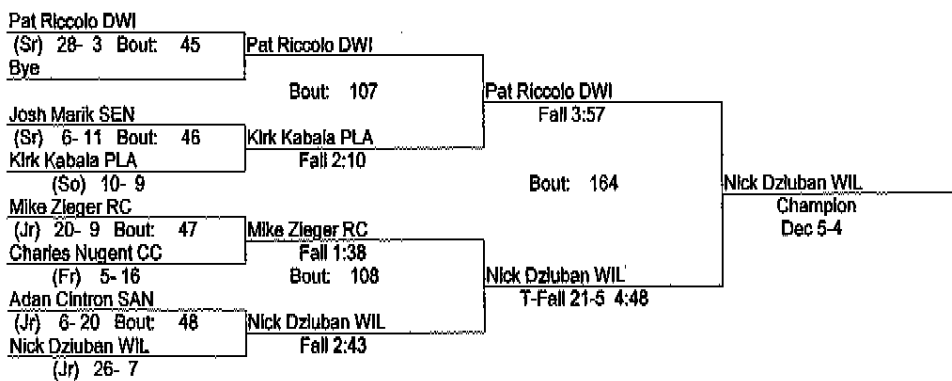 Pat Riccolo DWI
(Sr) 28- 3 Bout: 45
Bye
Pat Riccolo DWI
Bout: 107
Josh Marik SEN
(Sr) 6- 11 Bout: 46
Kirk Kabala PLA
(So) 10- 9
Kirk Kabala PLA
Fall 2:10
Pat Riccolo DWI
Fall 3:57
Bout: 164
Mike Zieger RC
(Jr) 20- 9 Bout: 47
Charles Nugent CC
(Fr) 5- 16
Mike Zieger RC
Fall 1:38
Bout: 108
Adan Cintron SAN
(Jr) 6- 20 Bout: 48
Nick Dziuban WIL
(Jr) 26- 7
Nick Dziuban WIL
Fall 2:43
Nick Dziuban WIL
T-Fall 21-5 4:48
Nick Dziuban WIL
Champion
Dec 5-4